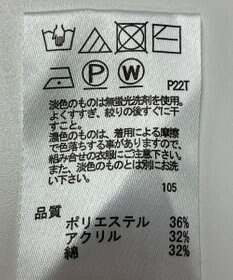 P W
P22T
淡色のものは無蛍光洗剤を使用。
よくすすぎ、絞りの後すぐに干
すこと。
濃色のものは、着用による摩擦
で色落ちする事がありますので、
組み合せの衣服にご注意下さい。
また、淡色のものとは別にお洗
い下さい。
105
品質
ポリエステル 36%
アクリル 32%
綿 32%